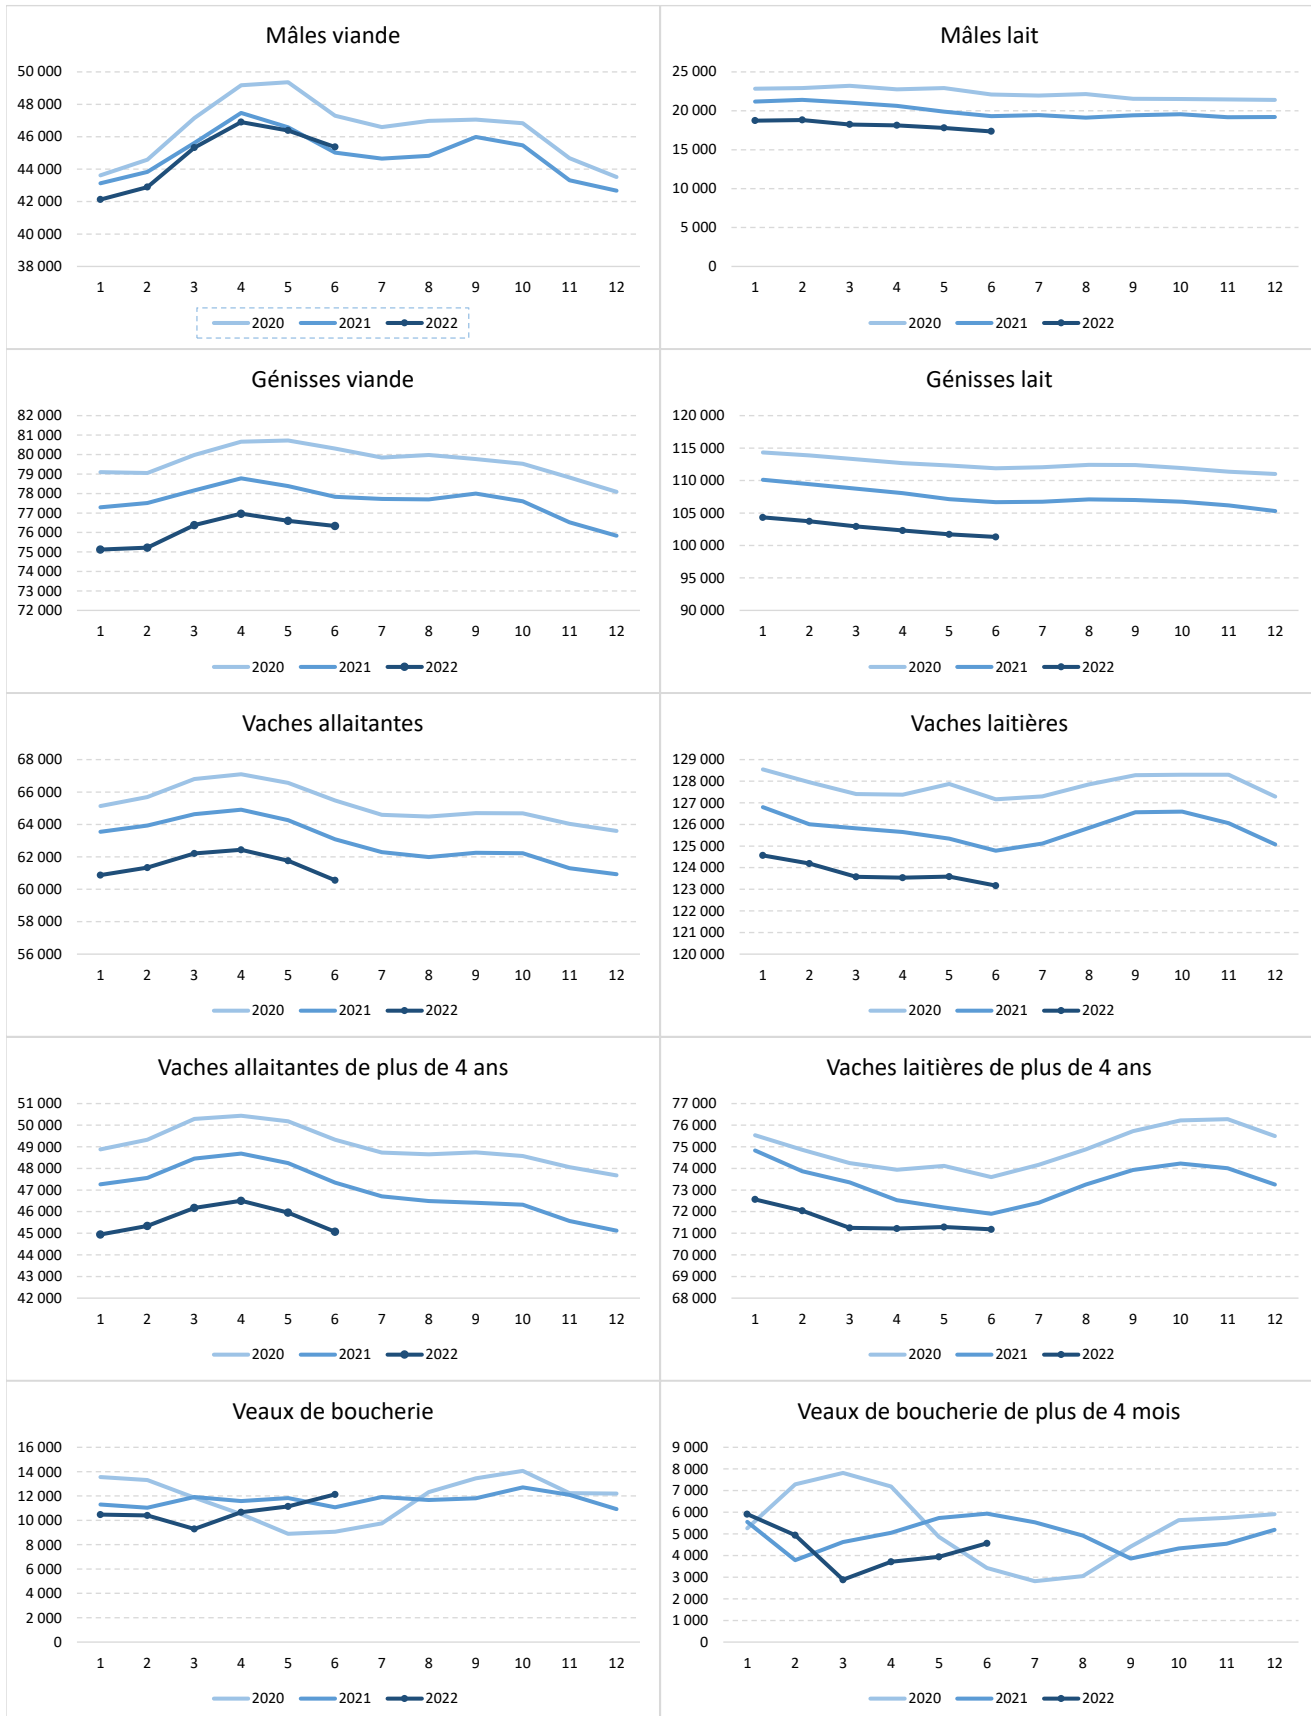 Mâles viande
50 000
48 000
46 000
44 000
42 000
40 000
38 000
1 2 3 4 5 6 7 8 9 10 11 12
2020 2021 2022
Mâles lait
25 000
20 000
15 000
10 000
5 000
0
1 2 3 4 5 6 7 8 9 10 11 12
2020 2021 2022
Génisses viande
82 000
81 000
80 000
79 000
78 000
77 000
76 000
75 000
74 000
73 000
72 000
1 2 3 4 5 6 7 8 9 10 11 12
2020 2021 2022
Génisses lait
120 000
115 000
110 000
105 000
100 000
95 000
90 000
1 2 3 4 5 6 7 8 9 10 11 12
2020 2021 2022
Vaches allaitantes
68 000
66 000
64 000
62 000
60 000
58 000
56 000
1 2 3 4 5 6 7 8 9 10 11 12
2020 2021 2022
Vaches laitières
129 000
128 000
127 000
126 000
125 000
124 000
123 000
122 000
121 000
120 000
1 2 3 4 5 6 7 8 9 10 11 12
2020 2021 2022
Vaches allaitantes de plus de 4 ans
51 000
50 000
49 000
48 000
47 000
46 000
45 000
44 000
43 000
42 000
1 2 3 4 5 6 7 8 9 10 11 12
2020 2021 2022
Vaches laitières de plus de 4 ans
77 000
76 000
75 000
74 000
73 000
72 000
71 000
70 000
69 000
68 000
1 2 3 4 5 6 7 8 9 10 11 12
2020 2021 2022
Veaux de boucherie
16 000
14 000
12 000
10 000
8 000
6 000
4 000
2 000
0
1 2 3 4 5 6 7 8 9 10 11 12
2020 2021 2022
Veaux de boucherie de plus de 4 mois
9 000
8 000
7 000
6 000
5 000
4 000
3 000
2 000
1 000
0
1 2 3 4 5 6 7 8 9 10 11 12
2020 2021 2022